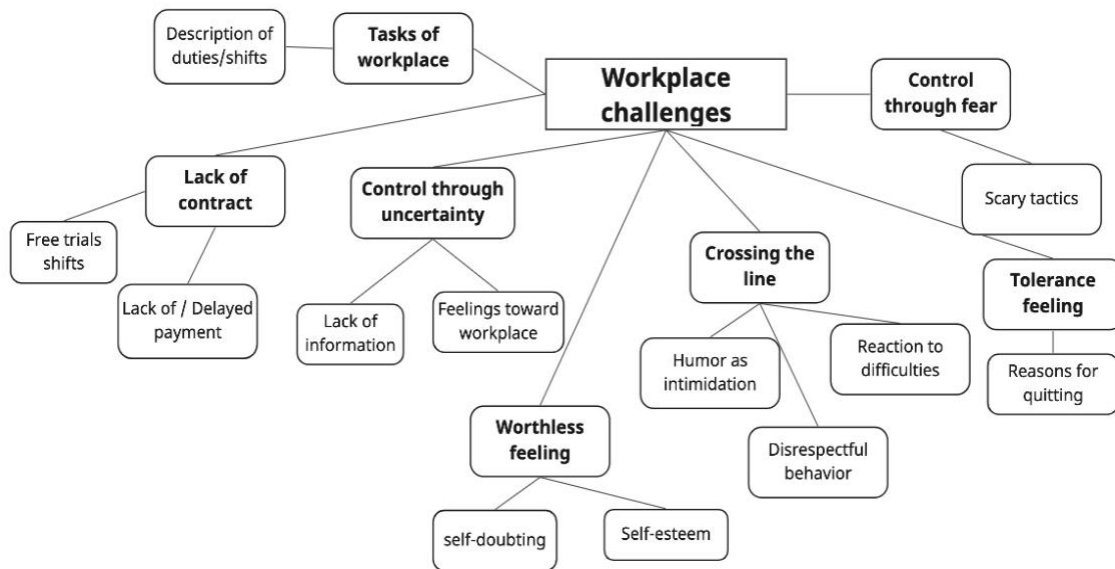 Description of
duties/shifts
Tasks of
workplace
Workplace
challenges
Control
through fear
Scary tactics
Lack of
contract
Free trials
shifts
Lack of / Delayed
payment
Control through
uncertainty
Lack of
information
Feelings toward
workplace
Crossing the
line
Humor as
intimidation
Reaction to
difficulties
Disrespectful
behavior
Tolerance
feeling
Reasons for
quitting
Worthless
feeling
self-doubting
Self-esteem